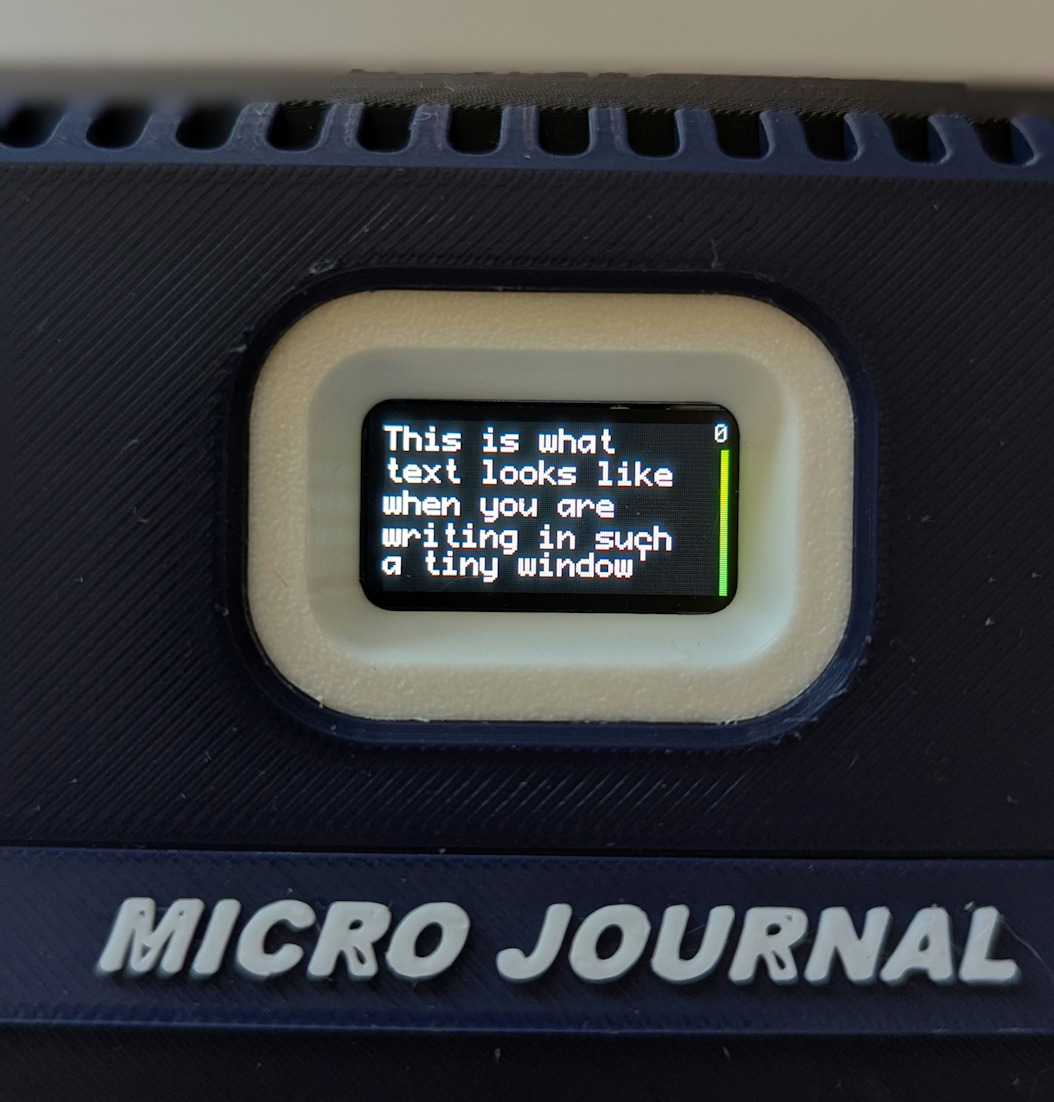 This is what
0
text looks like
when you are
writing in such
a tiny window
MICRO JOURNAL